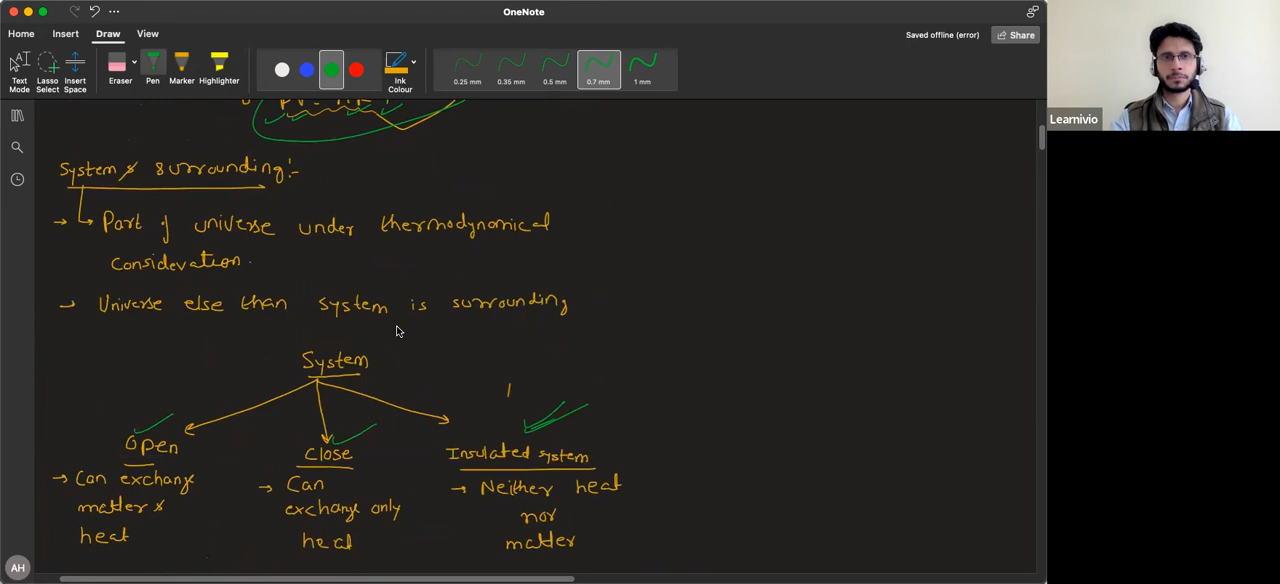 OneNote
Home Insert Draw View
Saved offline (error) Share
Text Mode
Lasso Select
Insert Space
Eraser
Pen
Marker
Highlighter
Ink Colour
0.25 mm 0.35 mm 0.5 mm 0.7 mm 1 mm
Learnivio
System & surrounding:-
→ Part of universe under thermodynomical
consideration.
→ Universe else than system is surrounding
System
Open Close Insulated system
→ Can exchange
matter &
heat
→ Can
exchange only
heat
→ Neither heat
nor
matter
AH